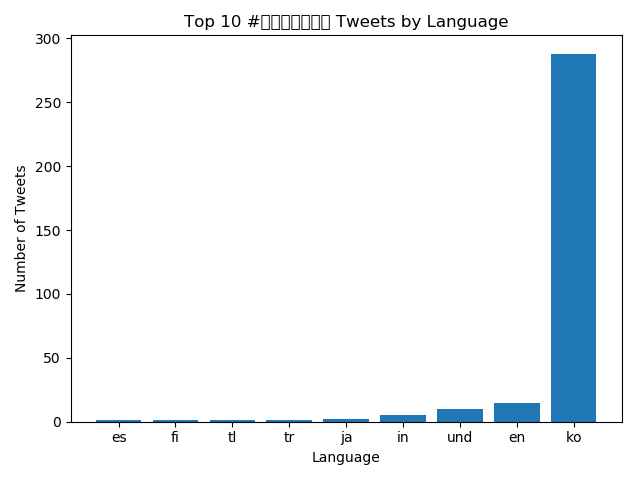 Top 10 #▯▯▯▯▯▯▯ Tweets by Language
Number of Tweets
300
250
200
150
100
50
0
es fi tl tr ja in und en ko
Language